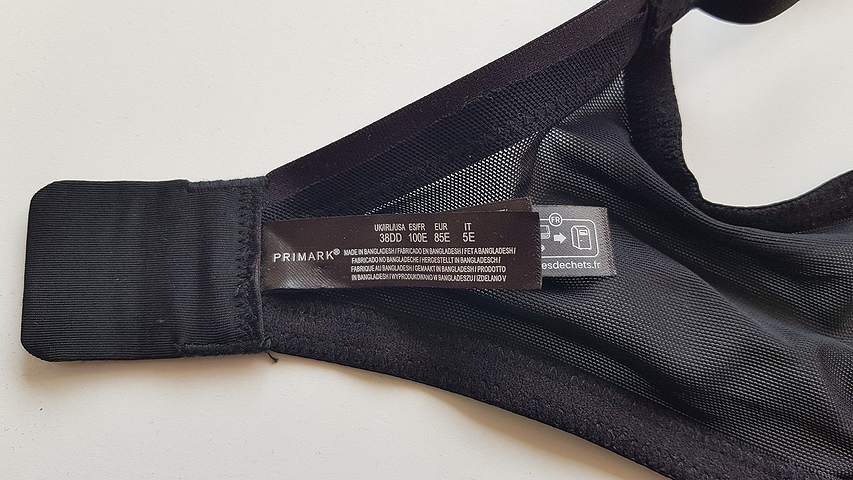 PRIMARK®
UK/IRL/USA ES/FR EUR IT
38DD 100E 85E 5E
MADE IN BANGLADESH / FABRICADO EN BANGLADESH / FET A BANGLADESH /
FABRICADO NO BANGLADECHE / HERGESTELLT IN BANGLADESCH /
FABRIQUE AU BANGLADESH / GEMAAKT IN BANGLADESH / PRODOTTO
IN BANGLADESH / WYPRODUKOWANO W BANGLADESZU / IZDELANO V
FR
esdechets.fr